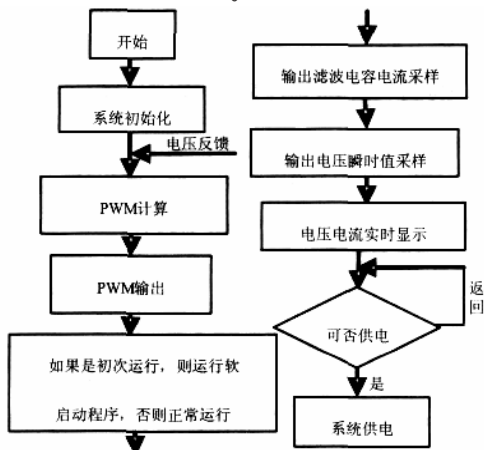 开始
系统初始化
电压反馈
PWM计算
PWM输出
如果是初次运行，则运行软
启动程序，否则正常运行
输出滤波电容电流采样
输出电压瞬时值采样
电压电流实时显示
可否供电
返
回
是
系统供电